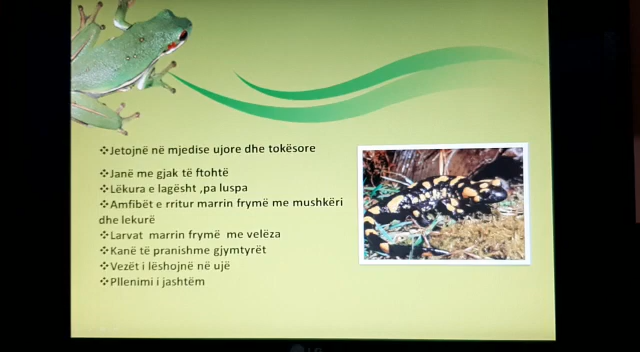 ❖Jetojnë në mjedise ujore dhe tokësore
❖Janë me gjak të ftohtë
❖Lëkura e lagësht ,pa luspa
❖Amfibët e rritur marrin frymë me mushkëri
dhe lekurë
❖Larvat marrin frymë me velëza
❖Kanë të pranishme gjymtyrët
❖Vezët i lëshojnë në ujë
❖Pllenimi i jashtëm
LG